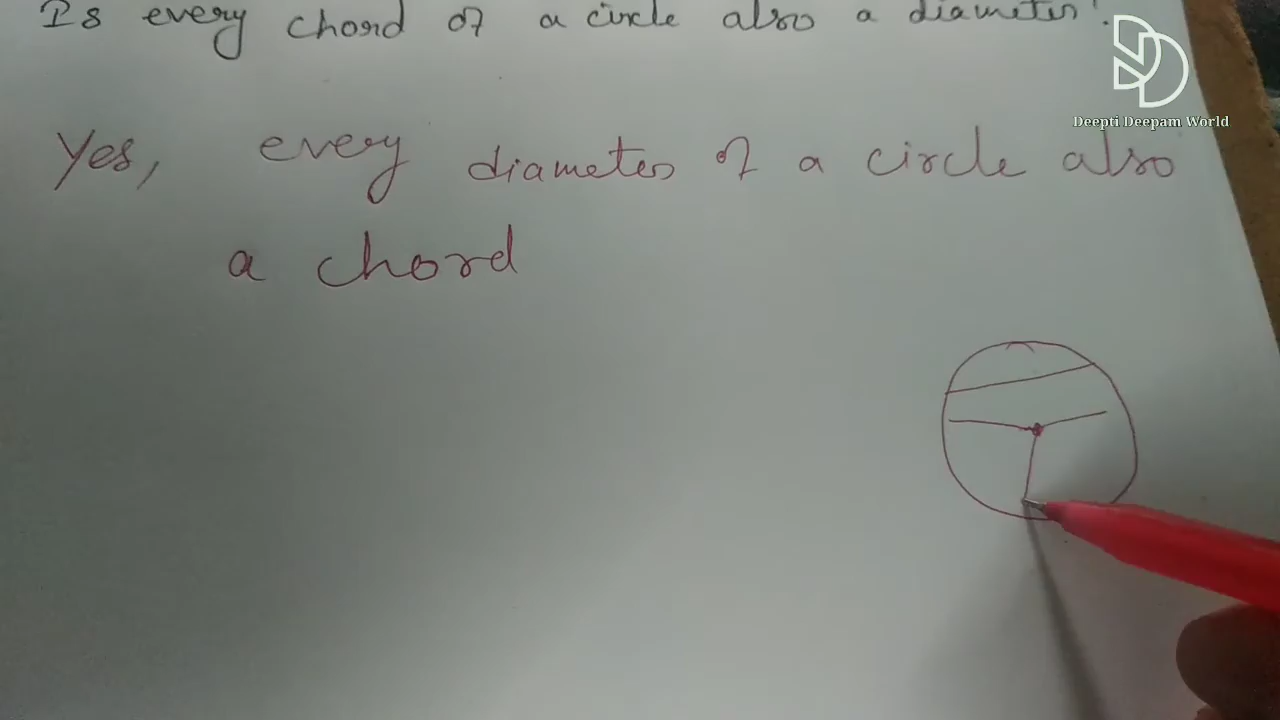 Is every chord of a circle also a diameter?
Deepti Deepam World
Yes, every diameter of a circle also
a chord